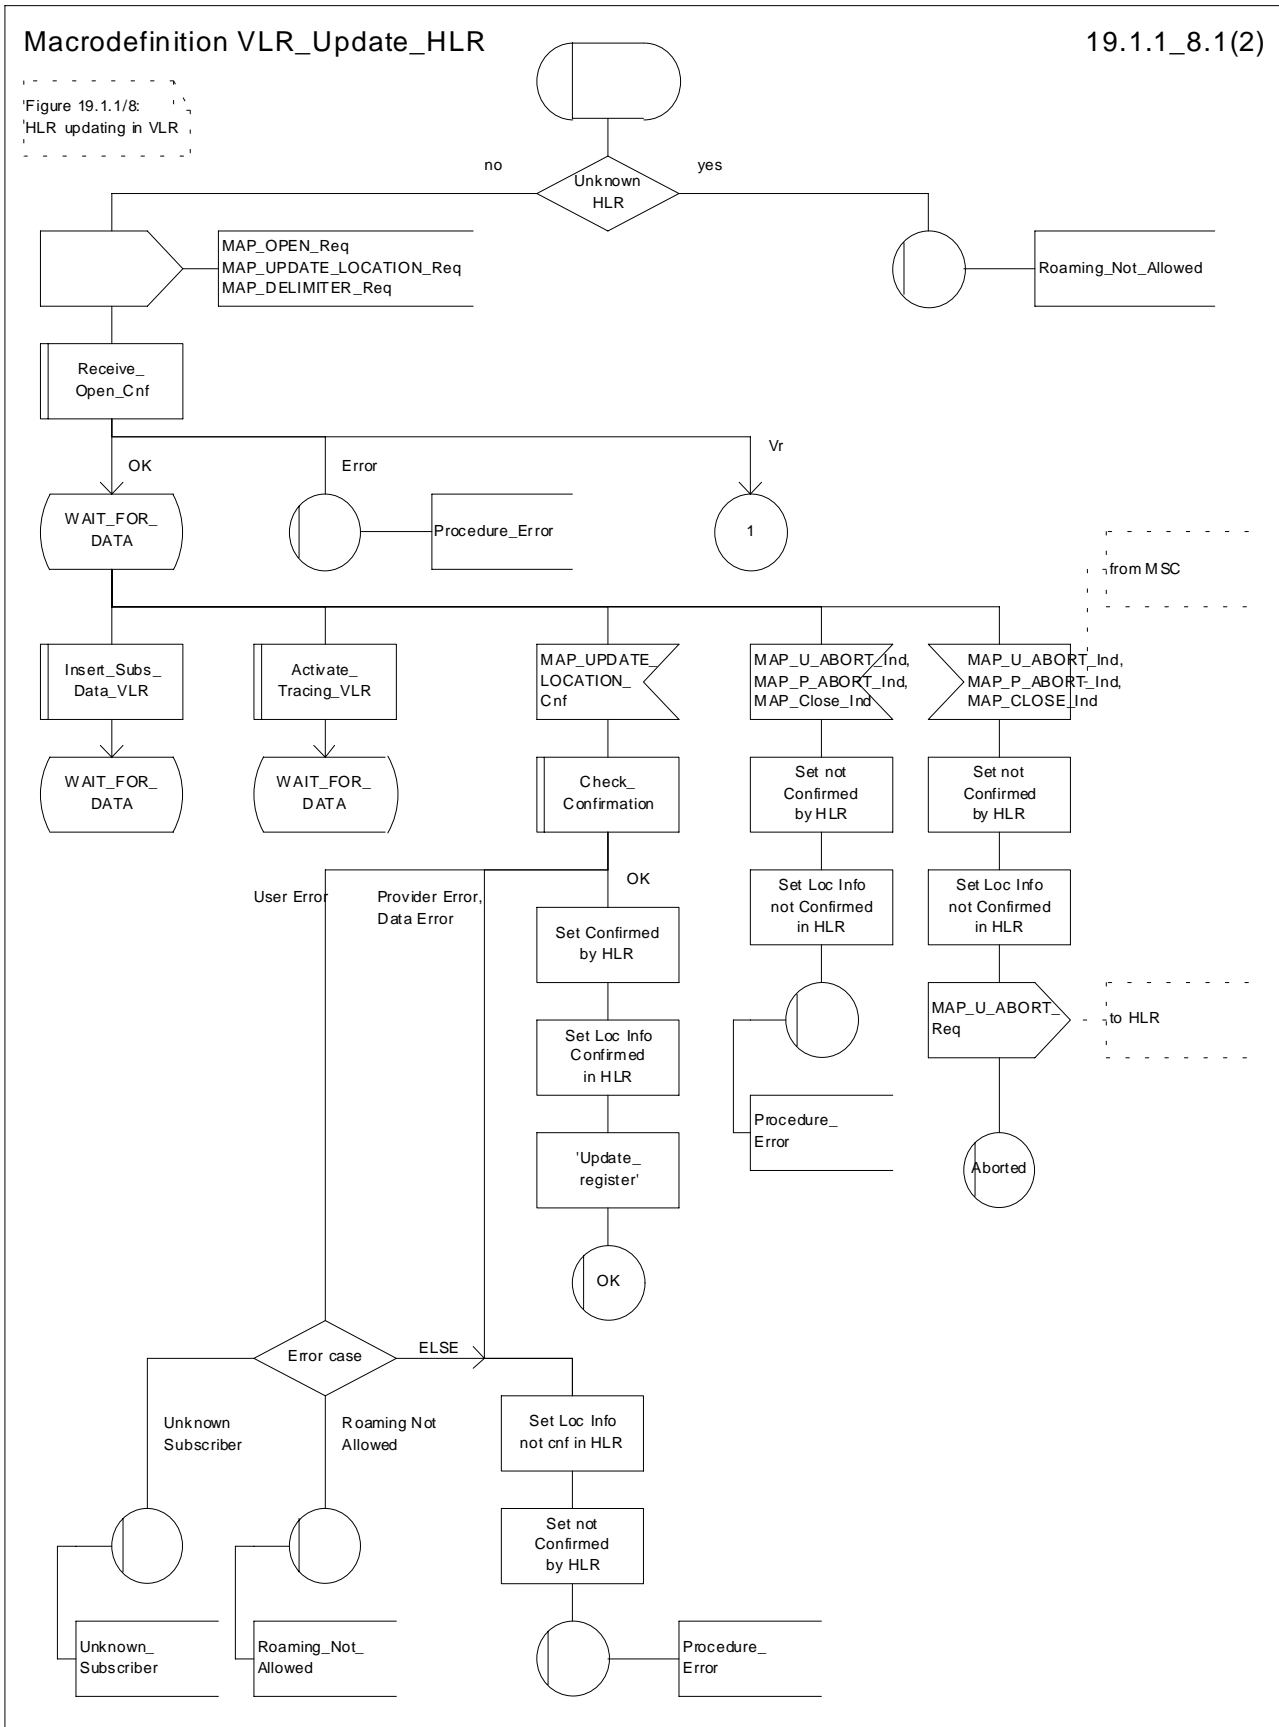 Macrodefinition VLR_Update_HLR
19.1.1_8.1(2)
Figure 19.1.1/8:
HLR updating in VLR
no
yes
Unknown
HLR
MAP_OPEN_Req
MAP_UPDATE_LOCATION_Req
MAP_DELIMITER_Req
Roaming_Not_Allowed
Receive_
Open_Cnf
OK
Error
Vr
WAIT_FOR_
DATA
Procedure_Error
1
from MSC
Insert_Subs_
Data_VLR
Activate_
Tracing_VLR
MAP_UPDATE_
LOCATION_
Cnf
MAP_U_ABORT_Ind,
MAP_P_ABORT_Ind,
MAP_Close_Ind
MAP_U_ABORT_Ind,
MAP_P_ABORT_Ind,
MAP_CLOSE_Ind
WAIT_FOR_
DATA
WAIT_FOR_
DATA
Check_
Confirmation
Set not
Confirmed
by HLR
Set not
Confirmed
by HLR
User Error
Provider Error,
Data Error
OK
Set Confirmed
by HLR
Set Loc Info
not Confirmed
in HLR
Set Loc Info
not Confirmed
in HLR
Set Loc Info
Confirmed
in HLR
MAP_U_ABORT_
Req
to HLR
Procedure_
Error
'Update_
register'
Aborted
OK
Error case
ELSE
Unknown
Subscriber
Roaming Not
Allowed
Set Loc Info
not cnf in HLR
Set not
Confirmed
by HLR
Unknown_
Subscriber
Roaming_Not_
Allowed
Procedure_
Error